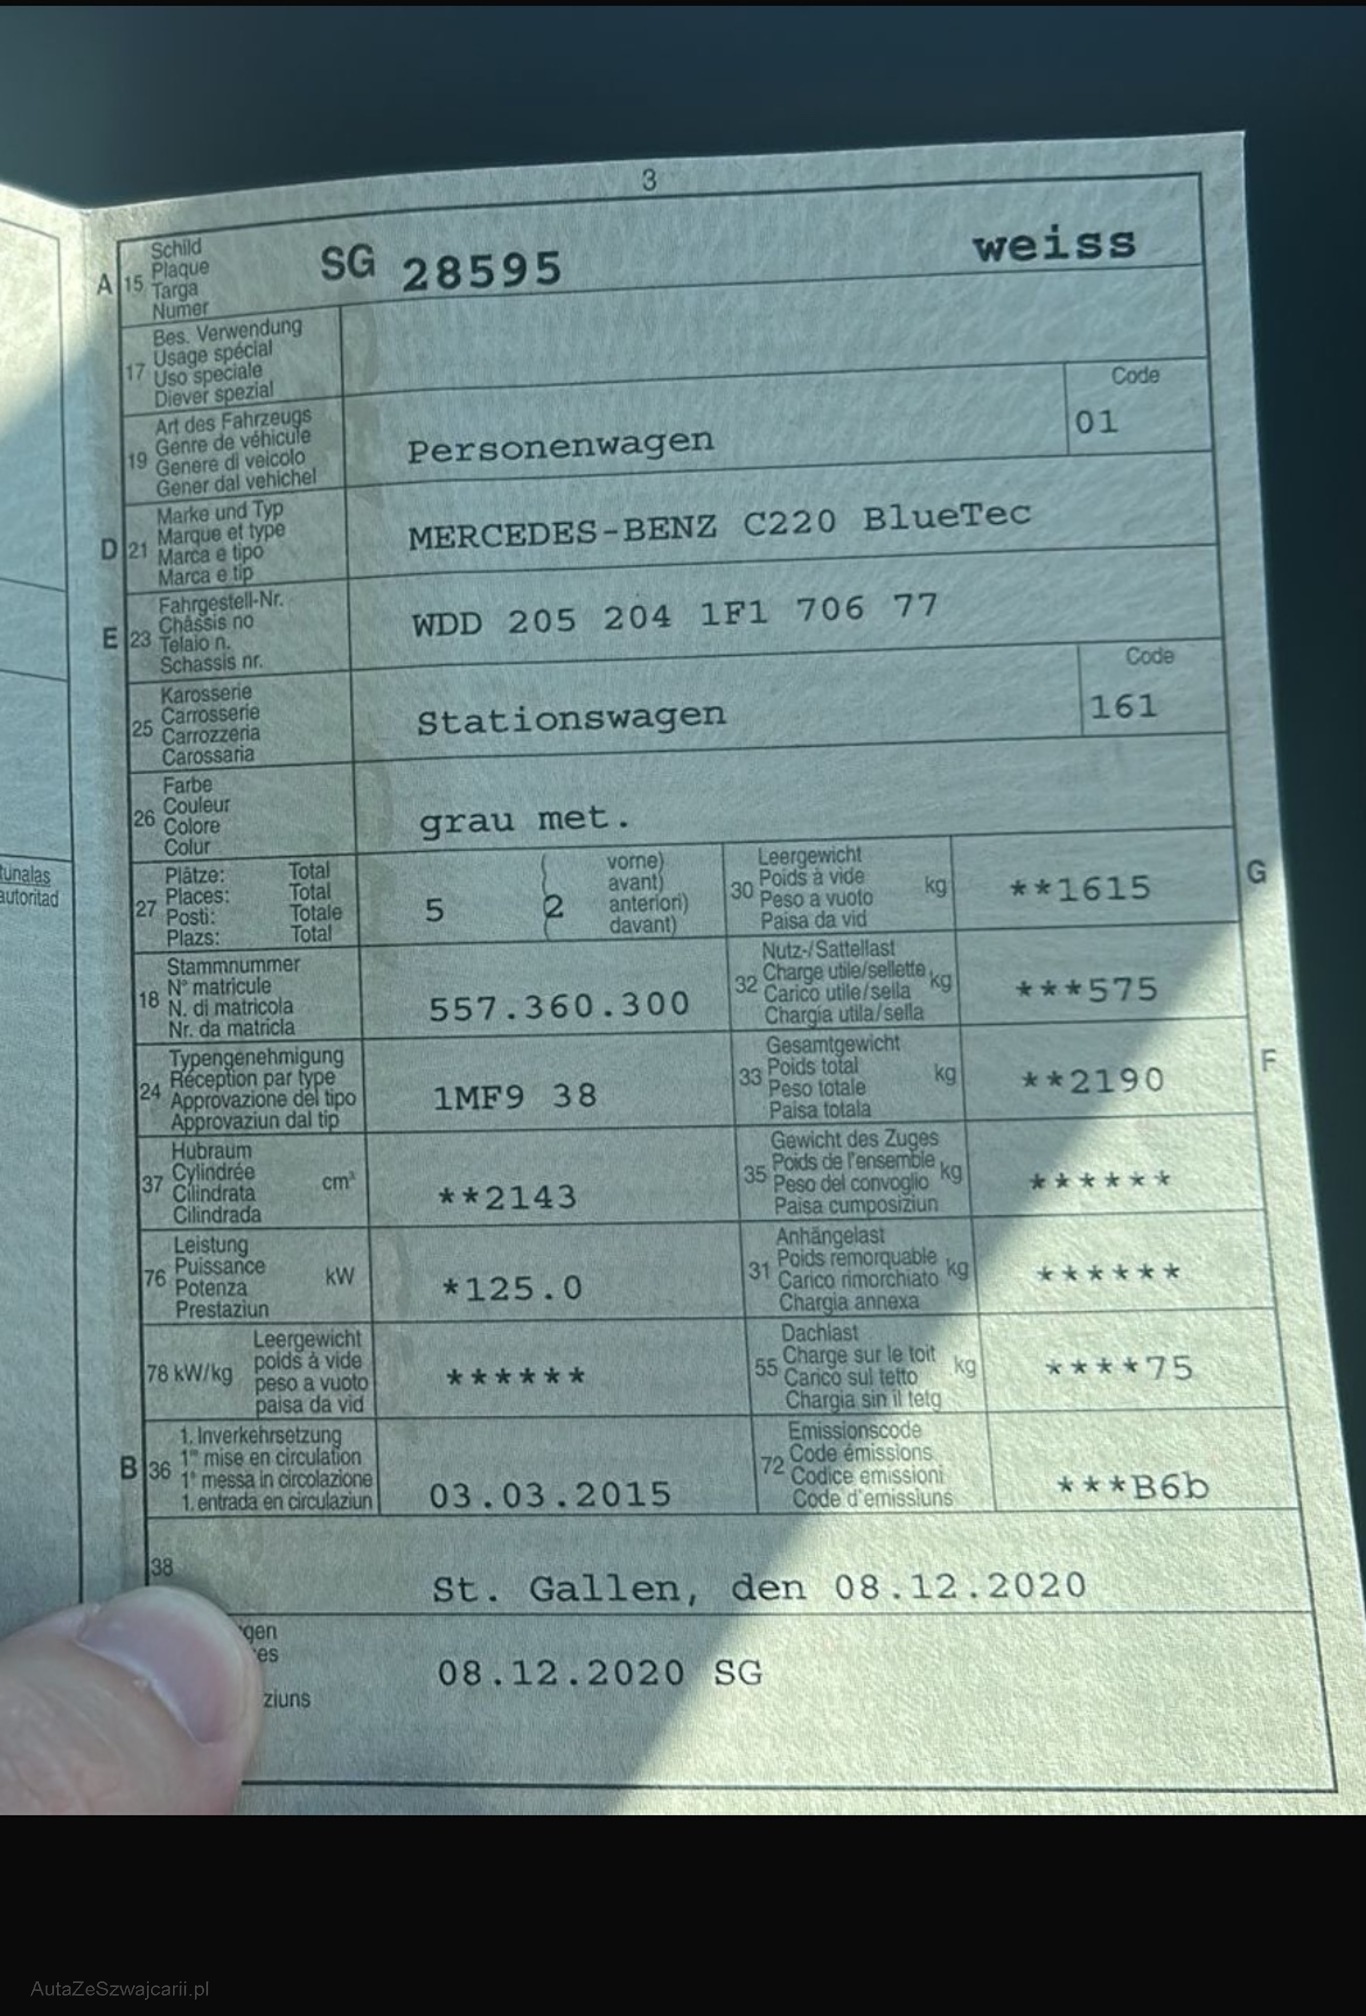 3
A 15 Schild
Plaque
Targa
Numer
SG 28595 weiss
17 Bes. Verwendung
Usage spécial
Uso speciale
Diever spezial
19 Art des Fahrzeugs
Genre de véhicule
Genere di veicolo
Gener dal vehichel
Personenwagen
Code
01
D 21 Marke und Typ
Marque et type
Marca e tipo
Marca e tip
MERCEDES-BENZ C220 BlueTec
E 23 Fahrgestell-Nr.
Châssis no
Telaio n.
Schassis nr.
WDD 205 204 1F1 706 77
25 Karosserie
Carrosserie
Carrozzeria
Carossaria
Stationswagen
Code
161
26 Farbe
Couleur
Colore
Colur
grau met.
27 Plätze: Total
Places: Total
Posti: Totale
Plazs: Total
5 2
vorne)
avant)
anteriori)
davant)
30 Leergewicht
Poids à vide
Peso a vuoto
Paisa da vid
kg
**1615
G
18 Stammnummer
N° matricule
N. di matricola
Nr. da matricla
557.360.300
32 Nutz-/Sattellast
Charge utile/sellette
Carico utile/sella
Chargia utila/sella
kg
***575
24 Typengenehmigung
Réception par type
Approvazione del tipo
Approvaziun dal tip
1MF9 38
33 Gesamtgewicht
Poids total
Peso totale
Paisa totala
kg
**2190
F
37 Hubraum
Cylindrée
Cilindrata
Cilindrada
cm³
**2143
35 Gewicht des Zuges
Poids de l'ensemble
Peso del convoglio
Paisa cumposiziun
kg
******
76 Leistung
Puissance
Potenza
Prestaziun
kW
*125.0
31 Anhängelast
Poids remorquable
Carico rimorchiato
Chargia annexa
kg
******
78 kW/kg Leergewicht
poids à vide
peso a vuoto
paisa da vid
******
55 Dachlast
Charge sur le toit
Carico sul tetto
Chargia sin il tetg
kg
****75
B 36 1. Inverkehrsetzung
1re mise en circulation
1a messa in circolazione
1. entrada en circulaziun
03.03.2015
72 Emissionscode
Code émissions
Codice emissioni
Code d'emissiuns
***B6b
38
St. Gallen, den 08.12.2020
gen
es
ziuns
08.12.2020 SG
tunalas
autoritad
AutaZeSzwajcarii.pl